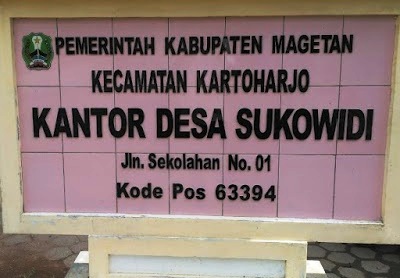 PEMERINTAH KABUPATEN MAGETAN
KECAMATAN KARTOHARJO
KANTOR DESA SUKOWIDI
Jln. Sekolahan No. 01
Kode Pos 63394